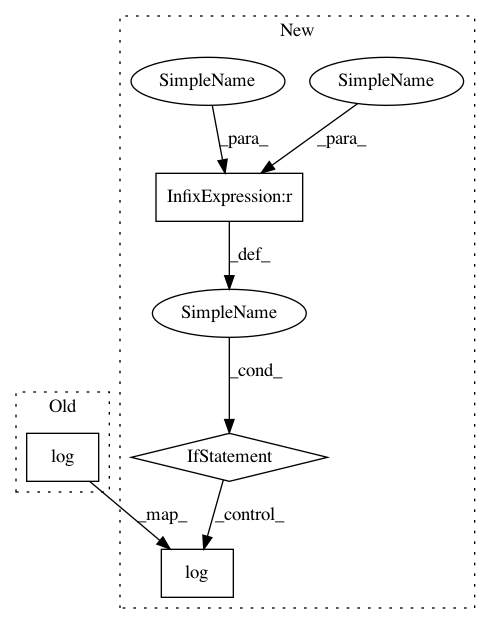 New
SimpleName
SimpleName
_para_
_para_
InfixExpression:r
_def_
SimpleName
_cond_
Old
IfStatement
log
_map_
_control_
log